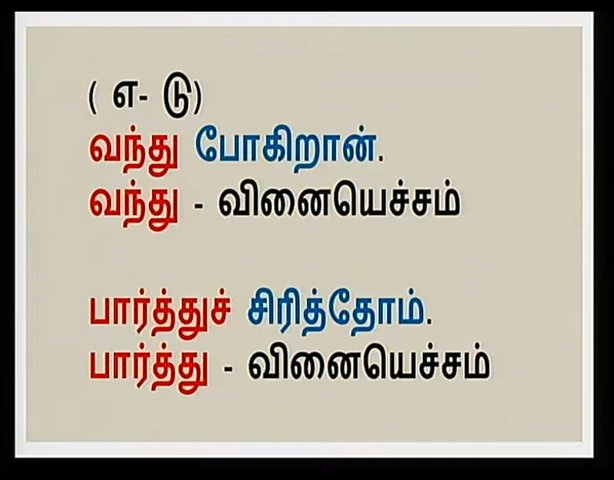 ( எ- டு)
வந்து போகிறான்.
வந்து - வினையெச்சம்
பார்த்துச் சிரித்தோம்.
பார்த்து - வினையெச்சம்